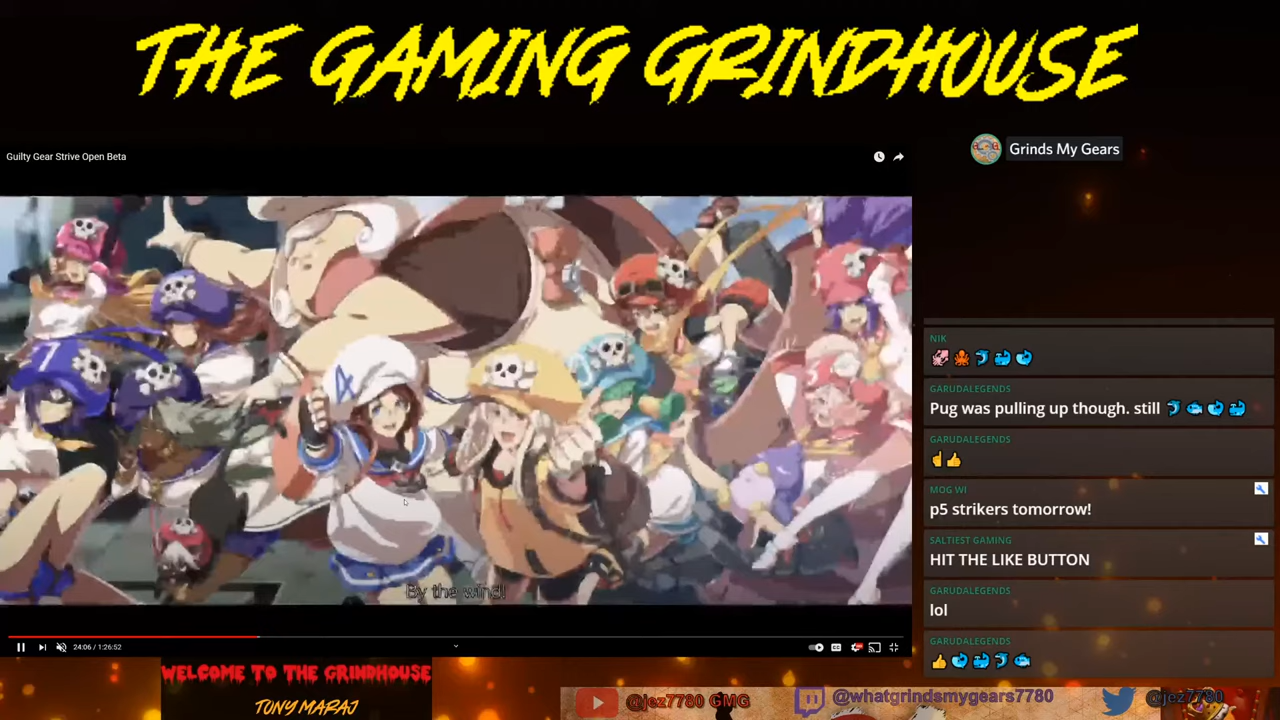 THE GAMING GRINDHOUSE
Guilty Gear Strive Open Beta
Grinds My Gears
NIK
GARUDALEGENDS
Pug was pulling up though. still
GARUDALEGENDS
MOG WI
p5 strikers tomorrow!
SALTIEST GAMING
HIT THE LIKE BUTTON
GARUDALEGENDS
lol
GARUDALEGENDS
By the wind!
24:06 / 1:26:52
WELCOME TO THE GRINDHOUSE
TONY MARAJ
@jez7780 GMG
@whatgrindsmygears7780
@jez7780